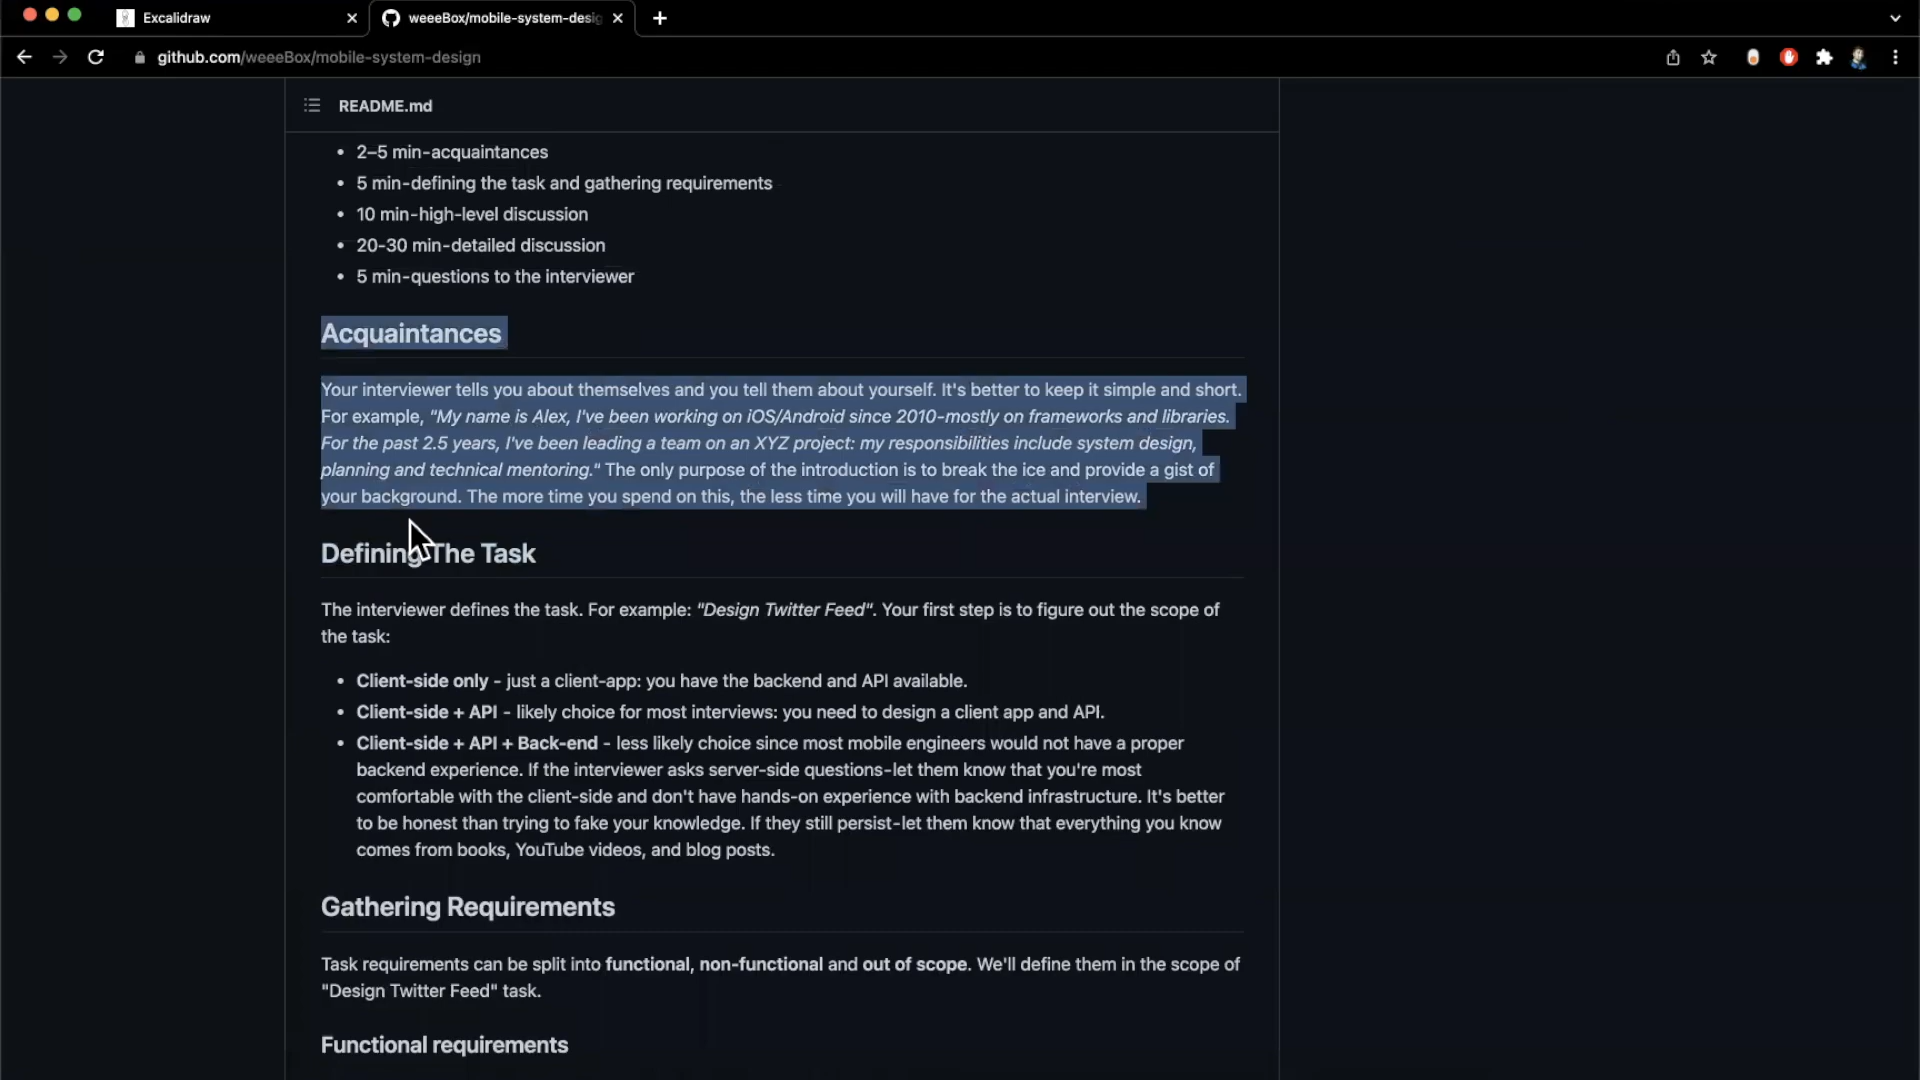 Excalidraw
weeeBox/mobile-system-desig
github.com/weeeBox/mobile-system-design
README.md
• 2–5 min-acquaintances
• 5 min-defining the task and gathering requirements
• 10 min-high-level discussion
• 20-30 min-detailed discussion
• 5 min-questions to the interviewer
Acquaintances
Your interviewer tells you about themselves and you tell them about yourself. It's better to keep it simple and short.
For example, "My name is Alex, I've been working on iOS/Android since 2010-mostly on frameworks and libraries.
For the past 2.5 years, I've been leading a team on an XYZ project: my responsibilities include system design,
planning and technical mentoring." The only purpose of the introduction is to break the ice and provide a gist of
your background. The more time you spend on this, the less time you will have for the actual interview.
Defining The Task
The interviewer defines the task. For example: "Design Twitter Feed". Your first step is to figure out the scope of
the task:
• Client-side only - just a client-app: you have the backend and API available.
• Client-side + API - likely choice for most interviews: you need to design a client app and API.
• Client-side + API + Back-end - less likely choice since most mobile engineers would not have a proper
backend experience. If the interviewer asks server-side questions-let them know that you're most
comfortable with the client-side and don't have hands-on experience with backend infrastructure. It's better
to be honest than trying to fake your knowledge. If they still persist-let them know that everything you know
comes from books, YouTube videos, and blog posts.
Gathering Requirements
Task requirements can be split into functional, non-functional and out of scope. We'll define them in the scope of
"Design Twitter Feed" task.
Functional requirements